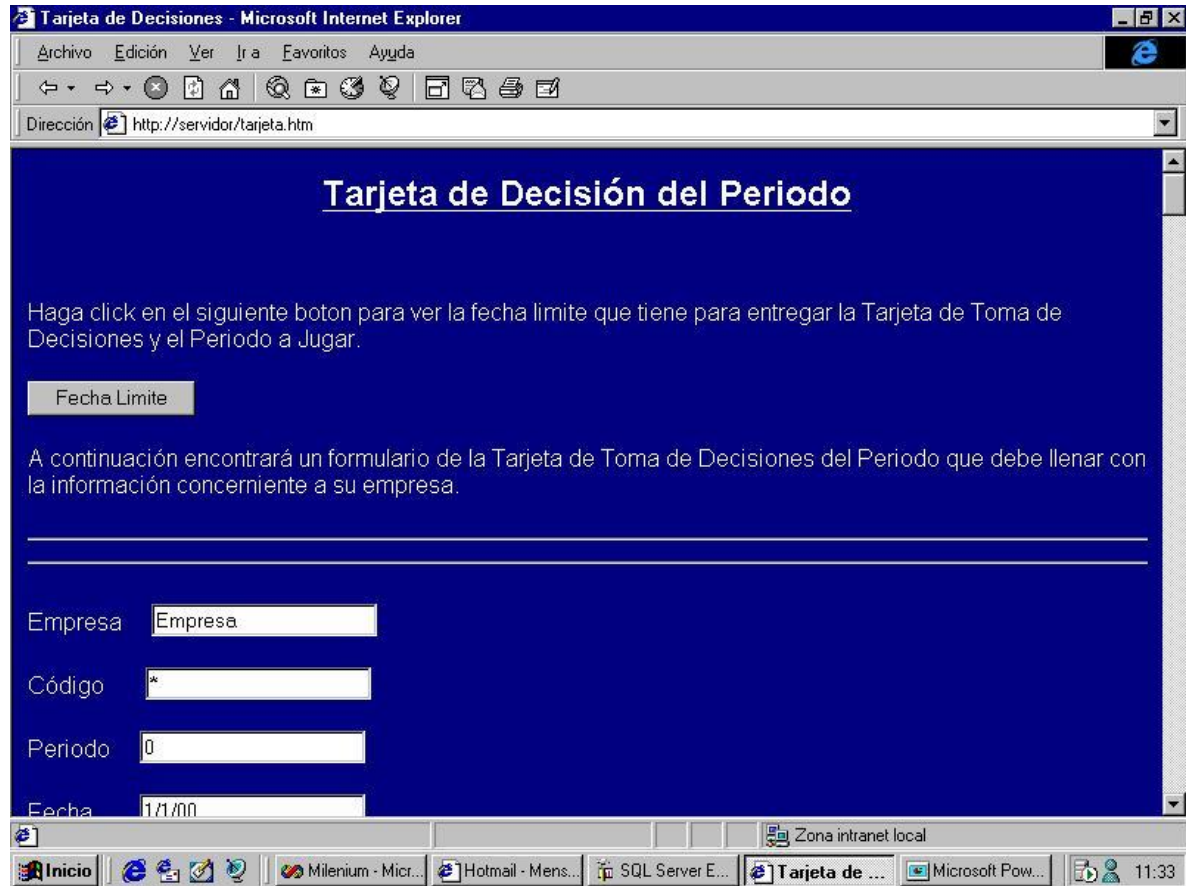 Tarjeta de Decisiones - Microsoft Internet Explorer
Archivo Edición Ver Ir a Favoritos Ayuda
Dirección http://servidor/tarjeta.htm
Tarjeta de Decisión del Periodo
Haga click en el siguiente boton para ver la fecha limite que tiene para entregar la Tarjeta de Toma de
Decisiones y el Periodo a Jugar.
Fecha Limite
A continuación encontrará un formulario de la Tarjeta de Toma de Decisiones del Periodo que debe llenar con
la información concerniente a su empresa.
Empresa Empresa
Código *
Periodo 0
Fecha 1/1/00
Zona intranet local
Inicio Milenium - Micr... Hotmail - Mens... SQL Server E... Tarjeta de ... Microsoft Pow... 11:33